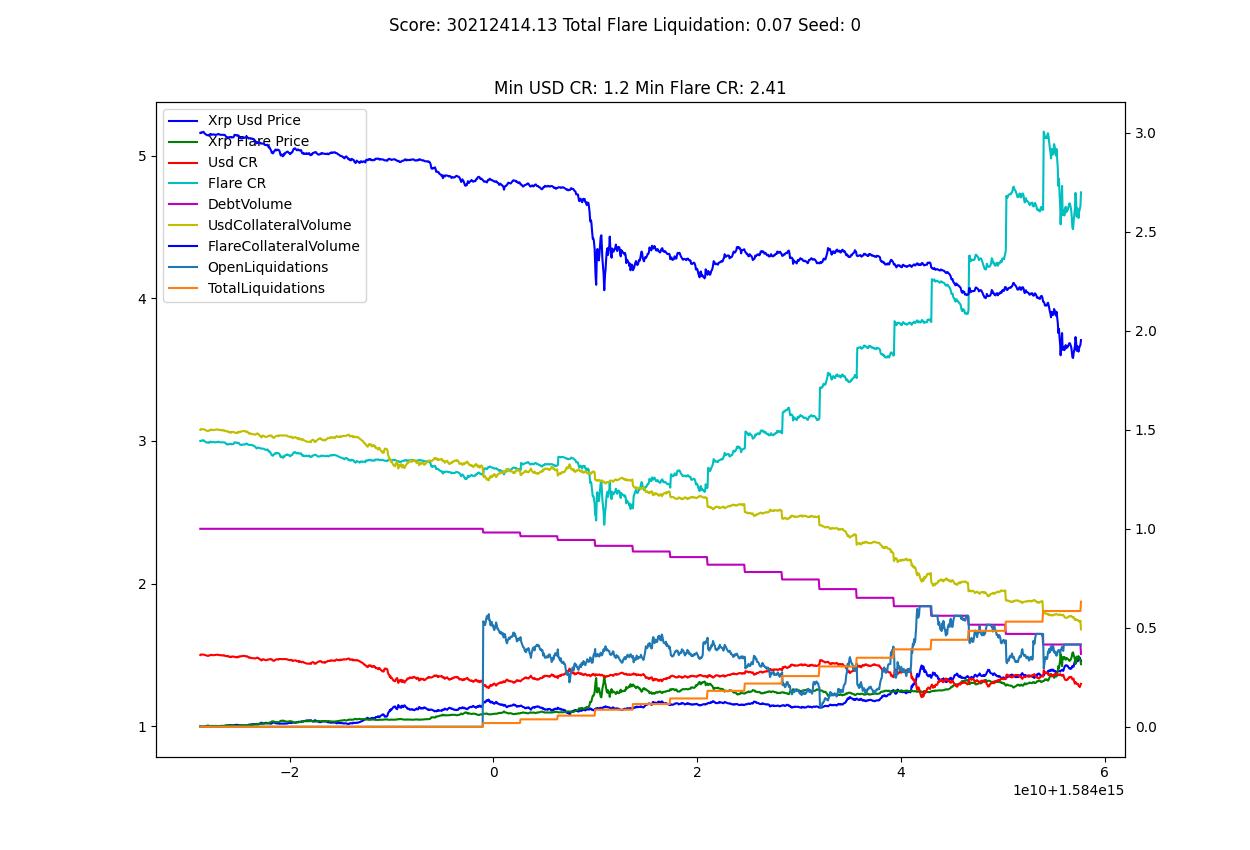 Score: 30212414.13 Total Flare Liquidation: 0.07 Seed: 0
Min USD CR: 1.2 Min Flare CR: 2.41
Xrp Usd Price
Xrp Flare Price
Usd CR
Flare CR
DebtVolume
UsdCollateralVolume
FlareCollateralVolume
OpenLiquidations
TotalLiquidations
5
4
3
2
1
3.0
2.5
2.0
1.5
1.0
0.5
0.0
−2 0 2 4 6
1e10+1.584e15